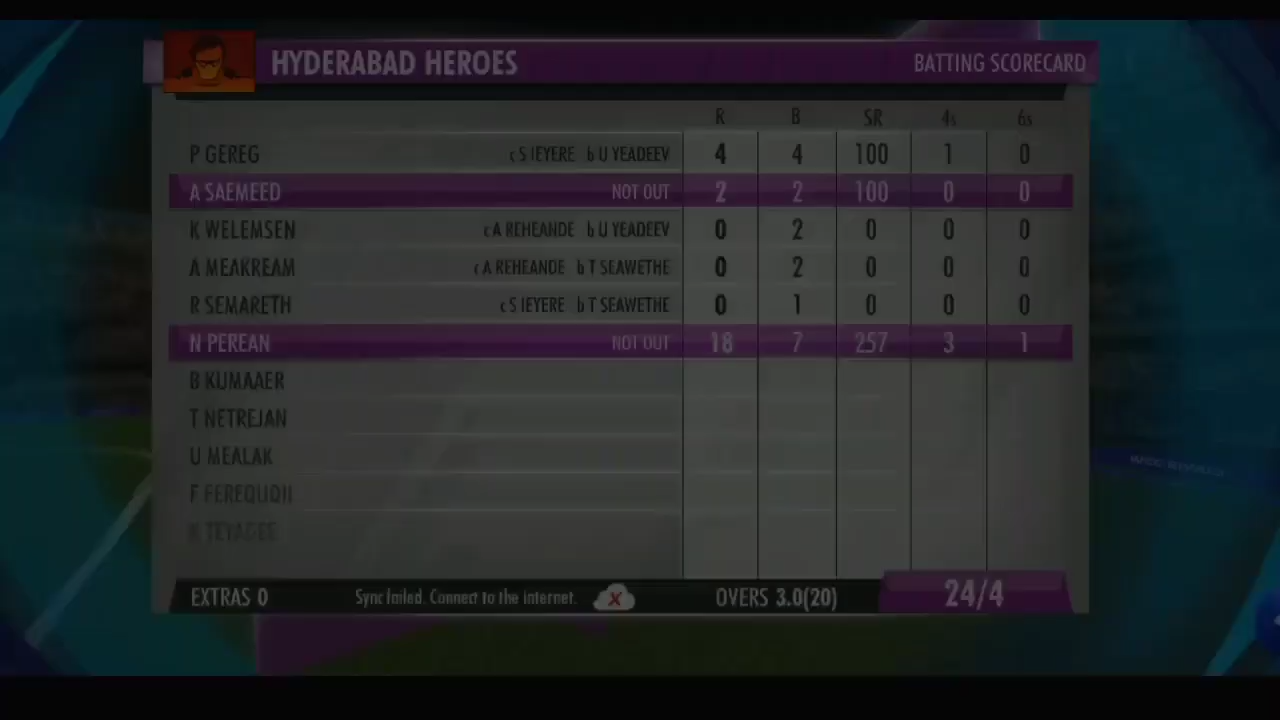 HYDERABAD HEROES BATTING SCORECARD
R B SR 4s 6s
P GEREG c S IEYERE b U YEADEEV 4 4 100 1 0
A SAEMEED NOT OUT 2 2 100 0 0
K WELEMSEN c A REHEANDE b U YEADEEV 0 2 0 0 0
A MEAKREAM c A REHEANDE b T SEAWETHE 0 2 0 0 0
R SEMARETH c S IEYERE b T SEAWETHE 0 1 0 0 0
N PEREAN NOT OUT 18 7 257 3 1
B KUMAAER
T NETREJAN
U MEALAK
F FEREQUDII
K TEYAGEE
EXTRAS 0 Sync failed. Connect to the internet. X OVERS 3.0(20) 24/4